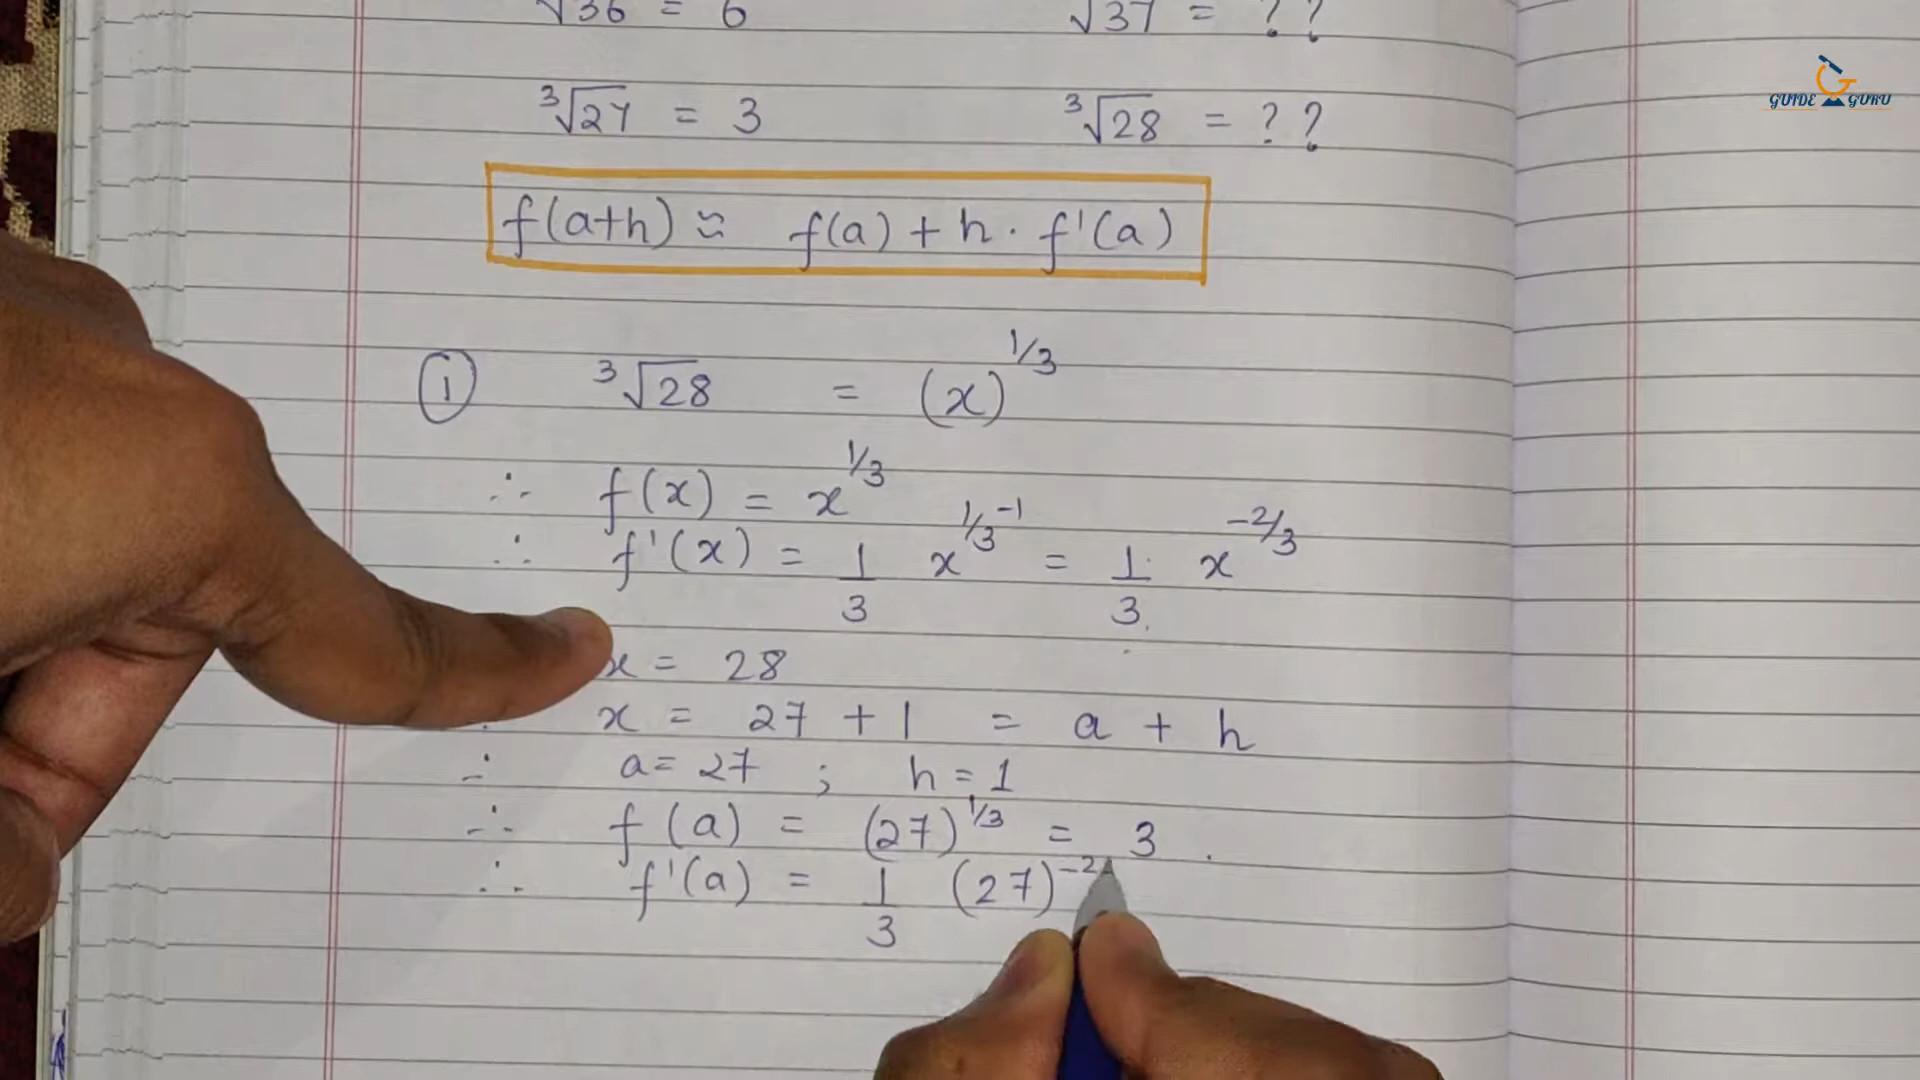 √36 = 6 √37 = ??
³√27 = 3 ³√28 = ??
f(a+h) ≈ f(a) + h · f'(a)
① ³√28 = (x)^1/3
∴ f(x) = x^1/3
∴ f'(x) = 1/3 x^1/3-1 = 1/3 x^-2/3
x = 28
x = 27 + 1 = a + h
∴ a = 27 ; h = 1
∴ f(a) = (27)^1/3 = 3 .
∴ f'(a) = 1/3 (27)^-2
GUIDE GURU